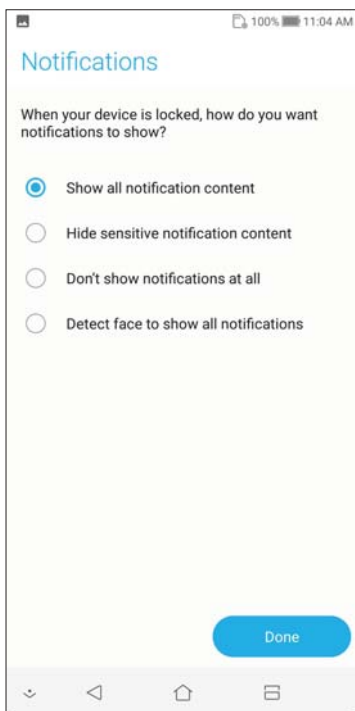 100% 11:04 AM
Notifications
When your device is locked, how do you want
notifications to show?
Show all notification content
Hide sensitive notification content
Don't show notifications at all
Detect face to show all notifications
Done